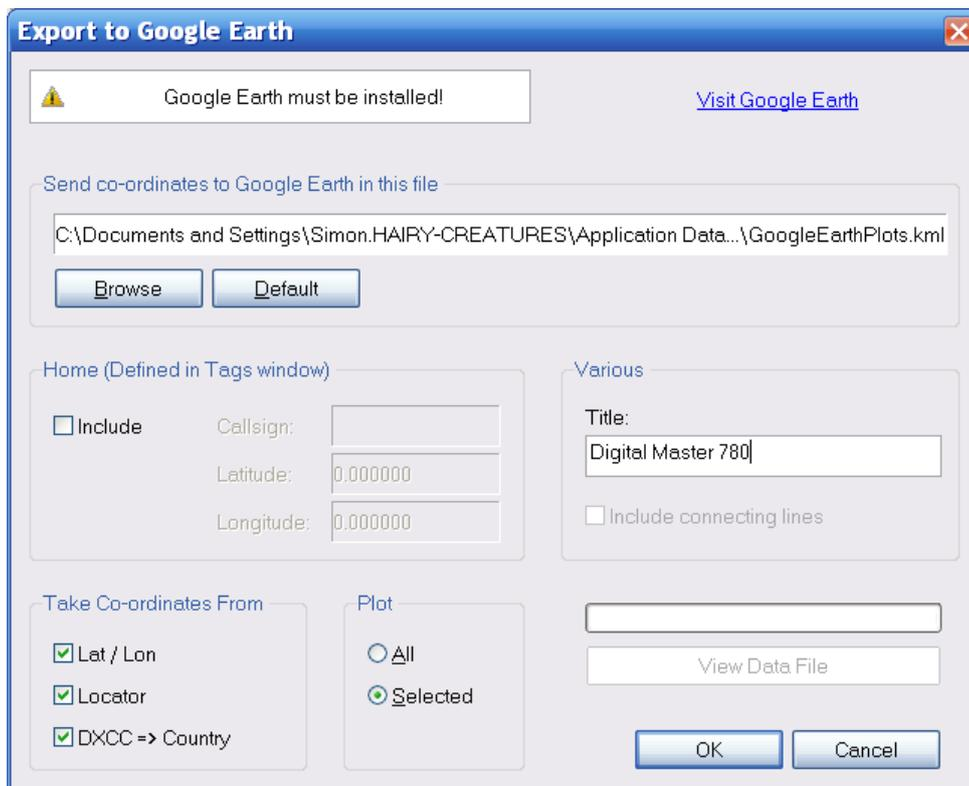 Export to Google Earth
Google Earth must be installed!
Visit Google Earth
Send co-ordinates to Google Earth in this file
C:\Documents and Settings\Simon.HAIRY-CREATURES\Application Data...\GoogleEarthPlots.kml
Browse
Default
Home (Defined in Tags window)
Include
Callsign:
Latitude: 0.000000
Longitude: 0.000000
Various
Title:
Digital Master 780
Include connecting lines
Take Co-ordinates From
Lat / Lon
Locator
DXCC => Country
Plot
All
Selected
View Data File
OK
Cancel